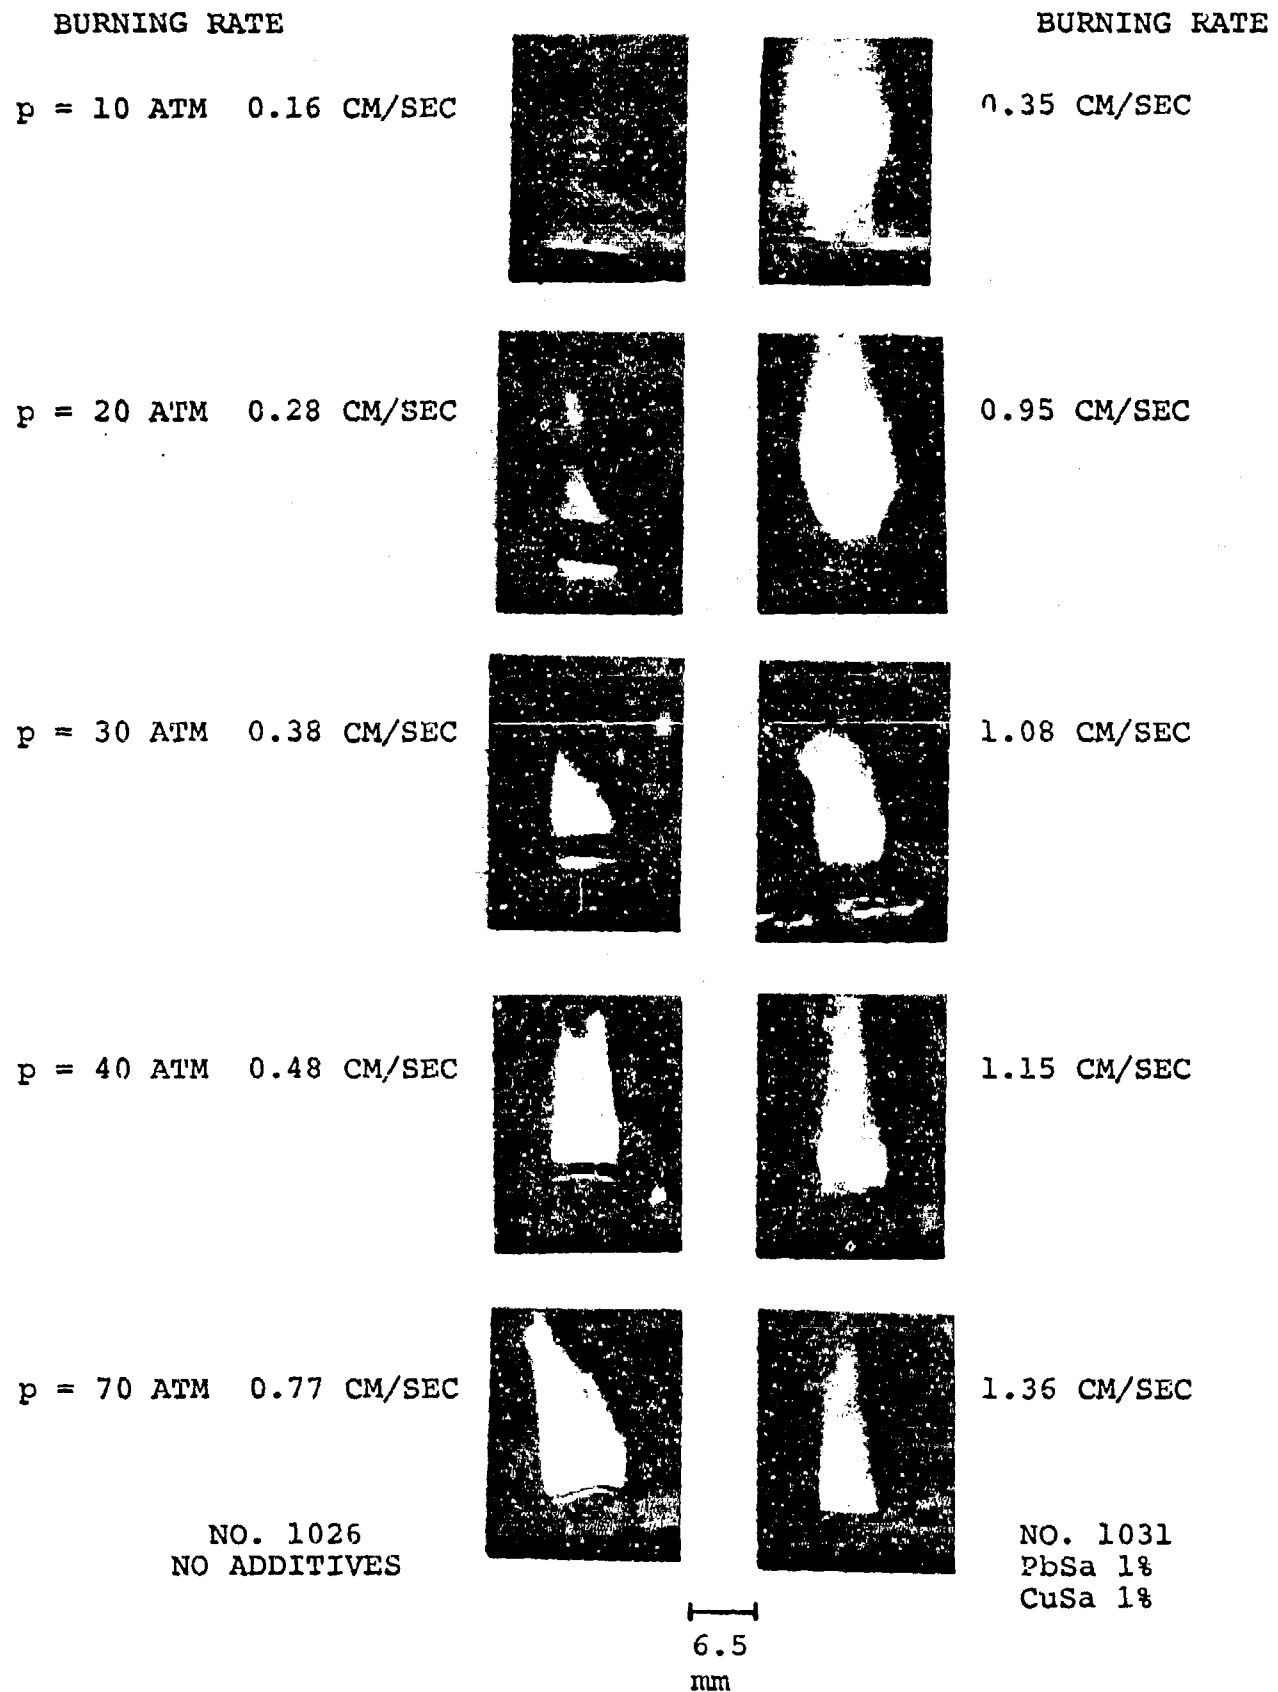 BURNING RATE BURNING RATE
p = 10 ATM 0.16 CM/SEC 0.35 CM/SEC
p = 20 ATM 0.28 CM/SEC 0.95 CM/SEC
p = 30 ATM 0.38 CM/SEC 1.08 CM/SEC
p = 40 ATM 0.48 CM/SEC 1.15 CM/SEC
p = 70 ATM 0.77 CM/SEC 1.36 CM/SEC
NO. 1026 NO. 1031
NO ADDITIVES PbSa 1%
CuSa 1%
6.5
mm